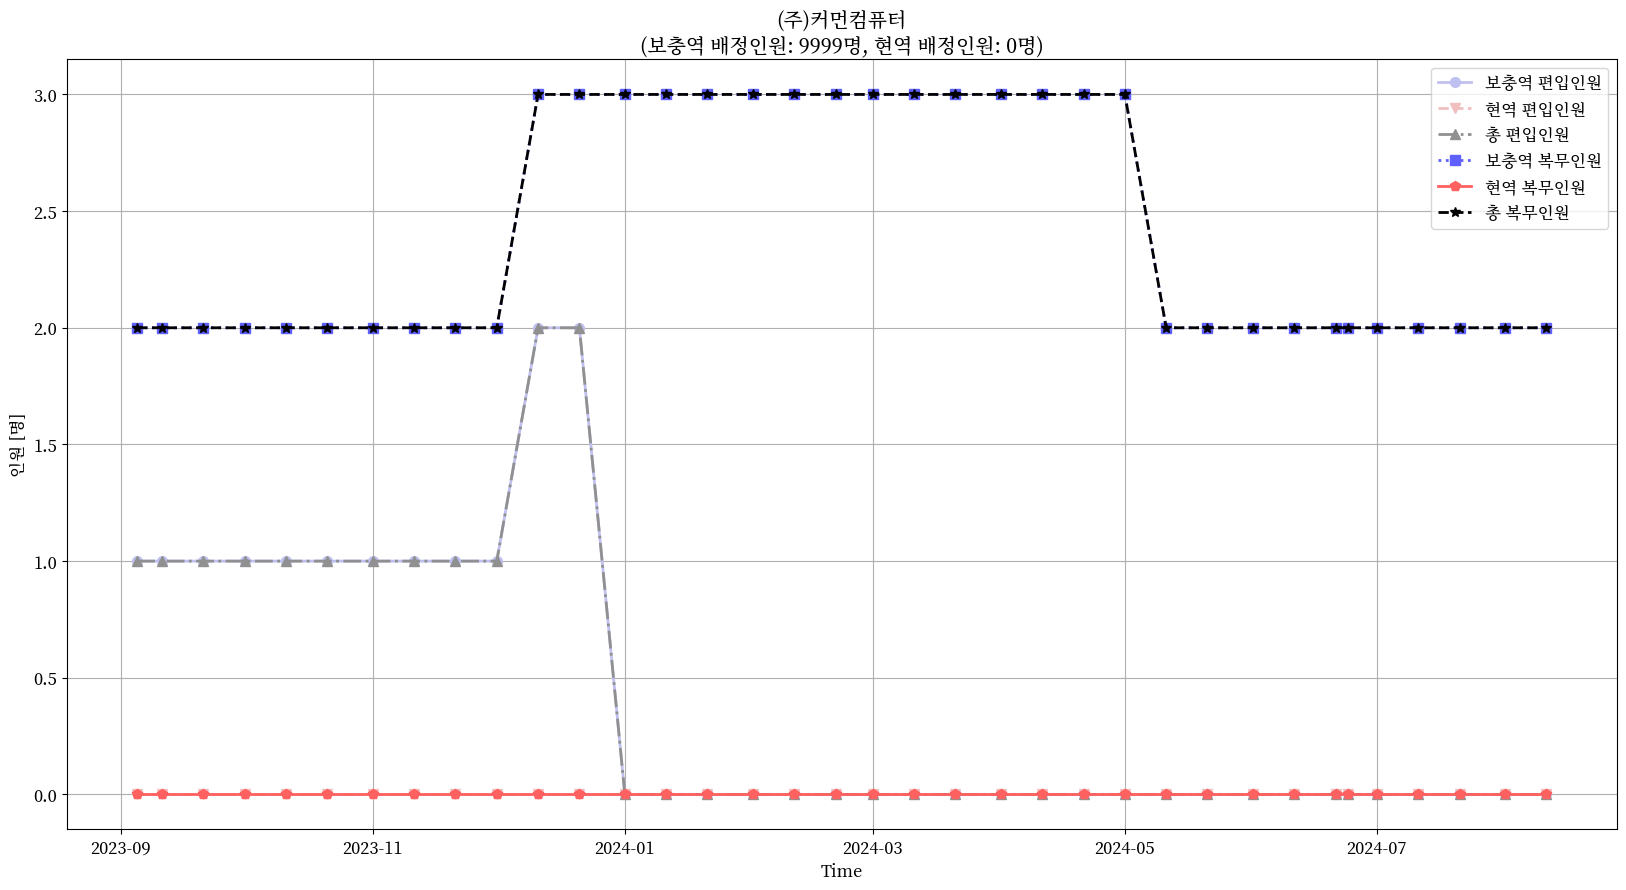 (주)커먼컴퓨터
(보충역 배정인원: 9999명, 현역 배정인원: 0명)
보충역 편입인원
현역 편입인원
총 편입인원
보충역 복무인원
현역 복무인원
총 복무인원
인원 [명]
3.0
2.5
2.0
1.5
1.0
0.5
0.0
2023-09
2023-11
2024-01
2024-03
2024-05
2024-07
Time